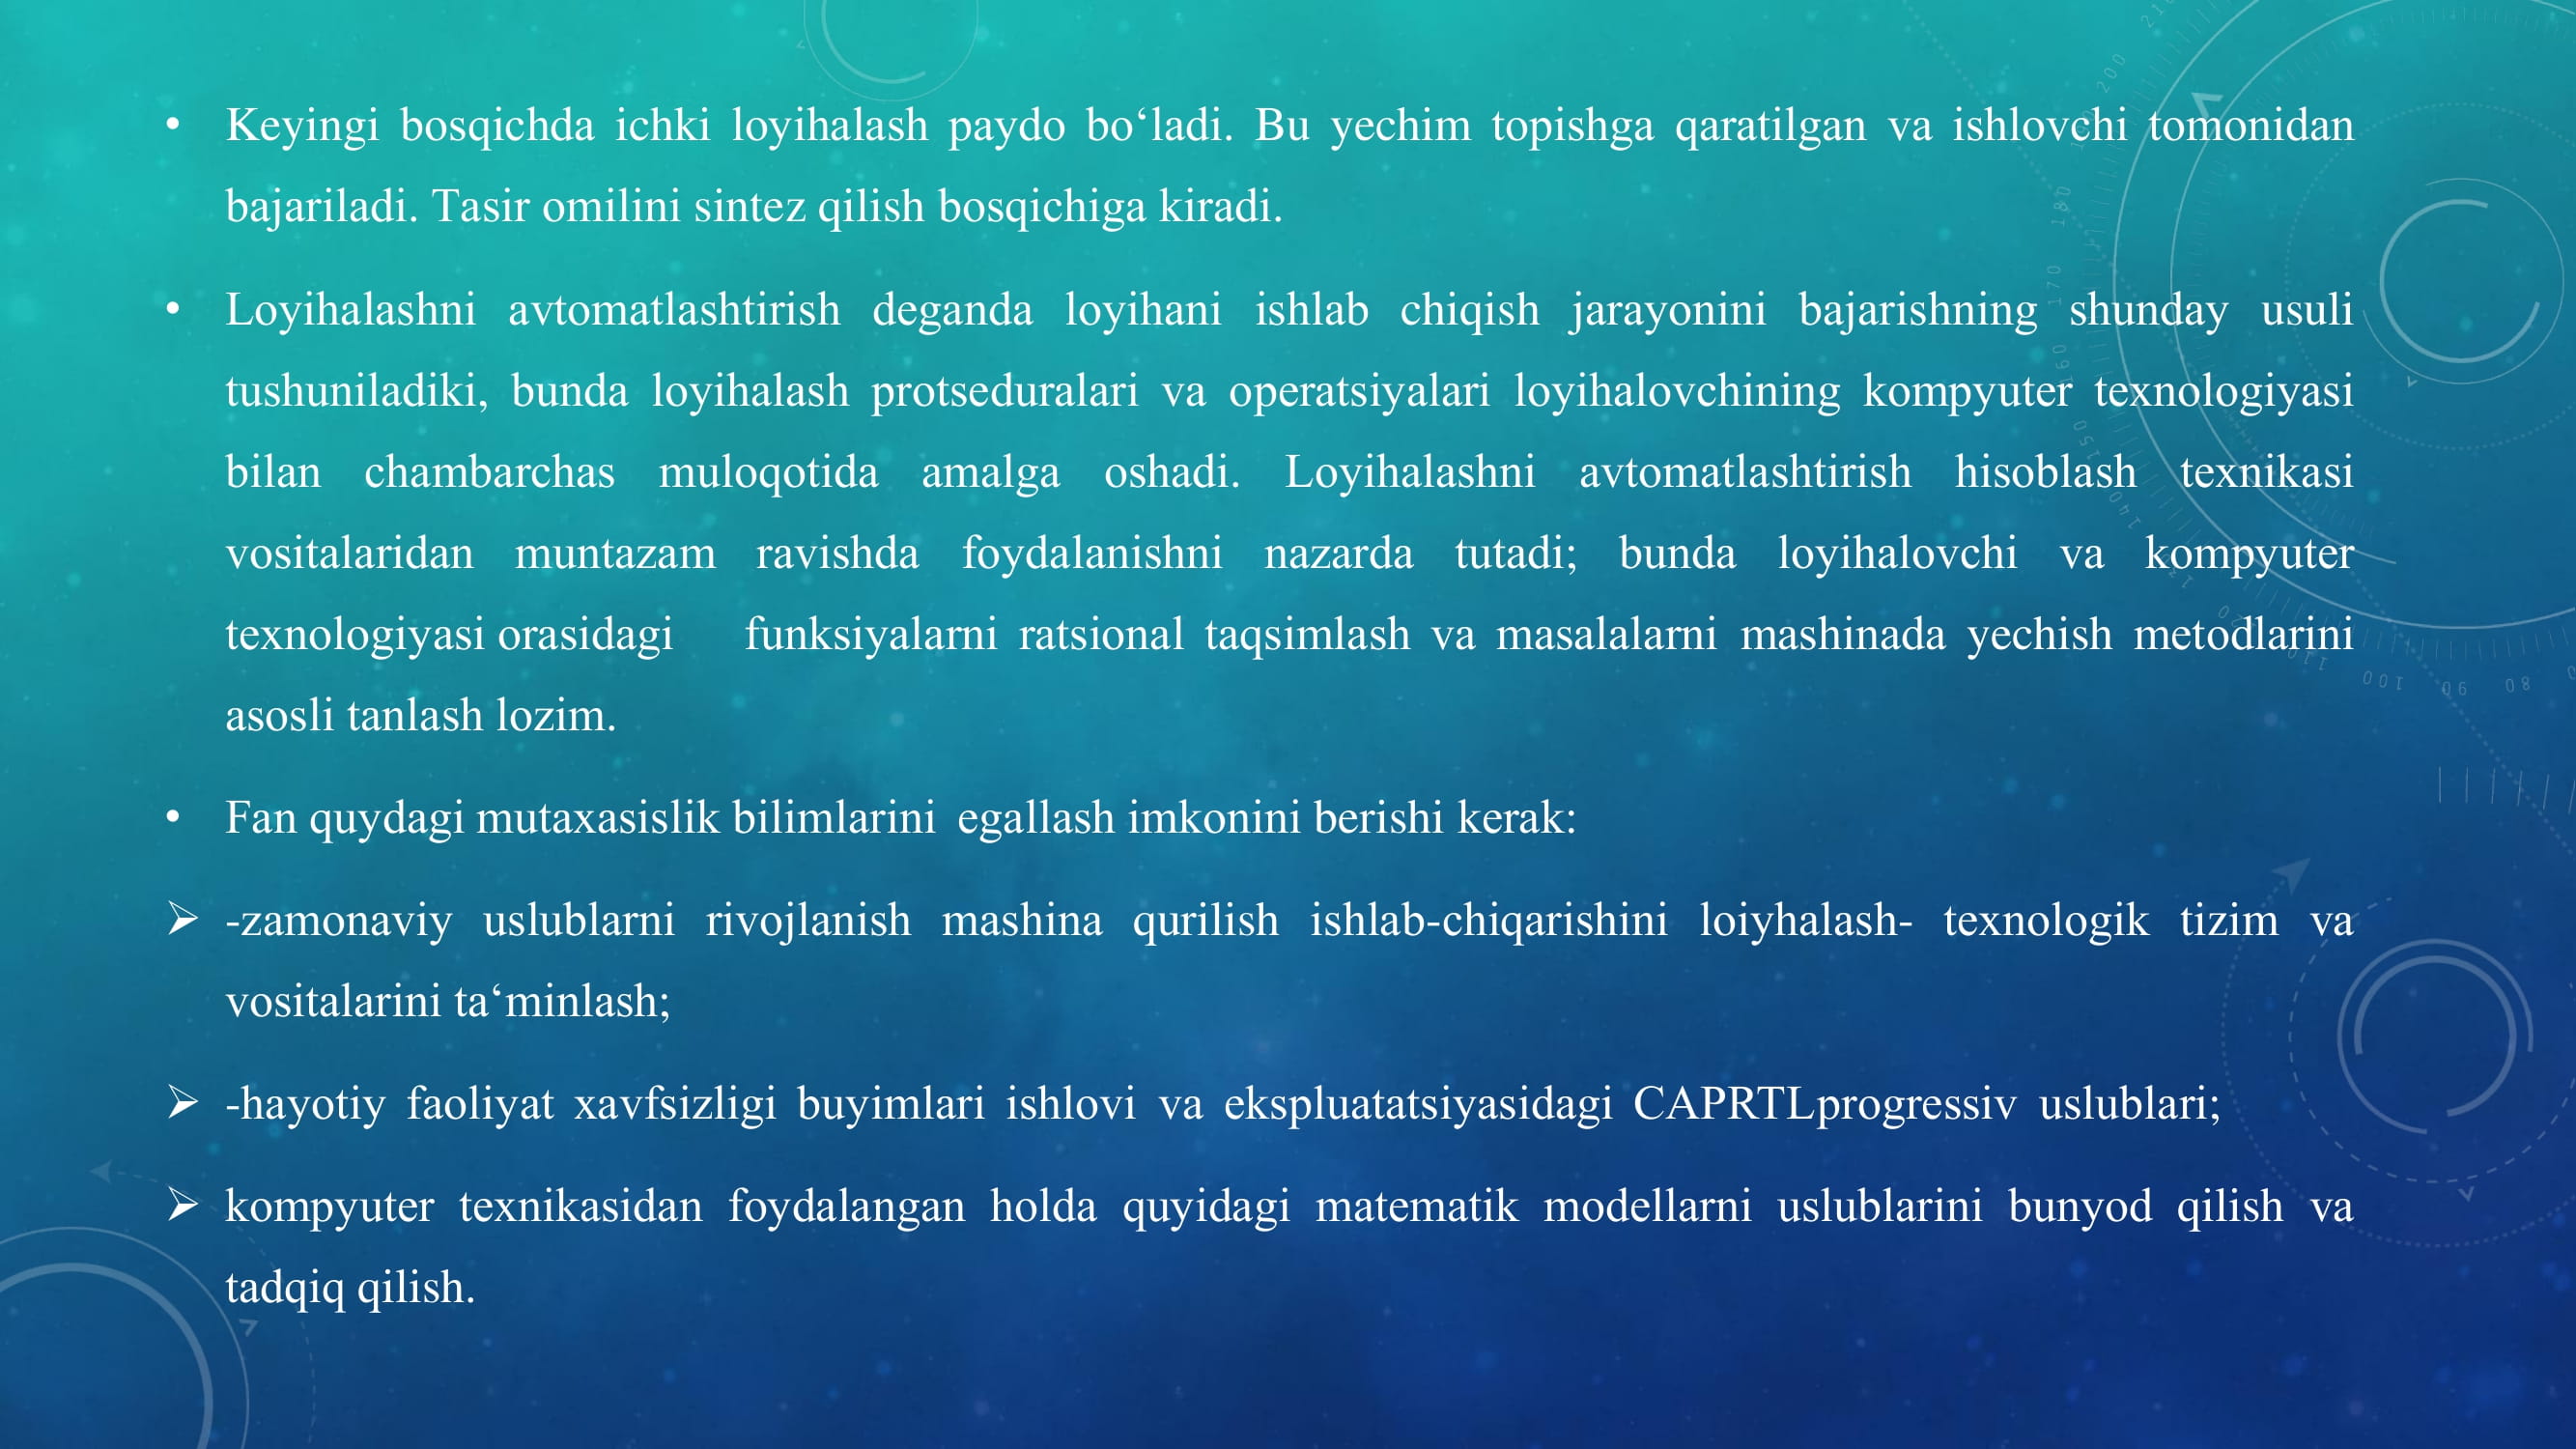 • Keyingi bosqichda ichki loyihalash paydo bo‘ladi. Bu yechim topishga qaratilgan va ishlovchi tomonidan
bajariladi. Tasir omilini sintez qilish bosqichiga kiradi.
• Loyihalashni avtomatlashtirish deganda loyihani ishlab chiqish jarayonini bajarishning shunday usuli
tushuniladiki, bunda loyihalash protseduralari va operatsiyalari loyihalovchining kompyuter texnologiyasi
bilan chambarchas muloqotida amalga oshadi. Loyihalashni avtomatlashtirish hisoblash texnikasi
vositalaridan muntazam ravishda foydalanishni nazarda tutadi; bunda loyihalovchi va kompyuter
texnologiyasi orasidagi funksiyalarni ratsional taqsimlash va masalalarni mashinada yechish metodlarini
asosli tanlash lozim.
• Fan quydagi mutaxasislik bilimlarini egallash imkonini berishi kerak:
➢ -zamonaviy uslublarni rivojlanish mashina qurilish ishlab-chiqarishini loiyhalash- texnologik tizim va
vositalarini ta‘minlash;
➢ -hayotiy faoliyat xavfsizligi buyimlari ishlovi va ekspluatatsiyasidagi CAPRTLprogressiv uslublari;
➢ kompyuter texnikasidan foydalangan holda quyidagi matematik modellarni uslublarini bunyod qilish va
tadqiq qilish.